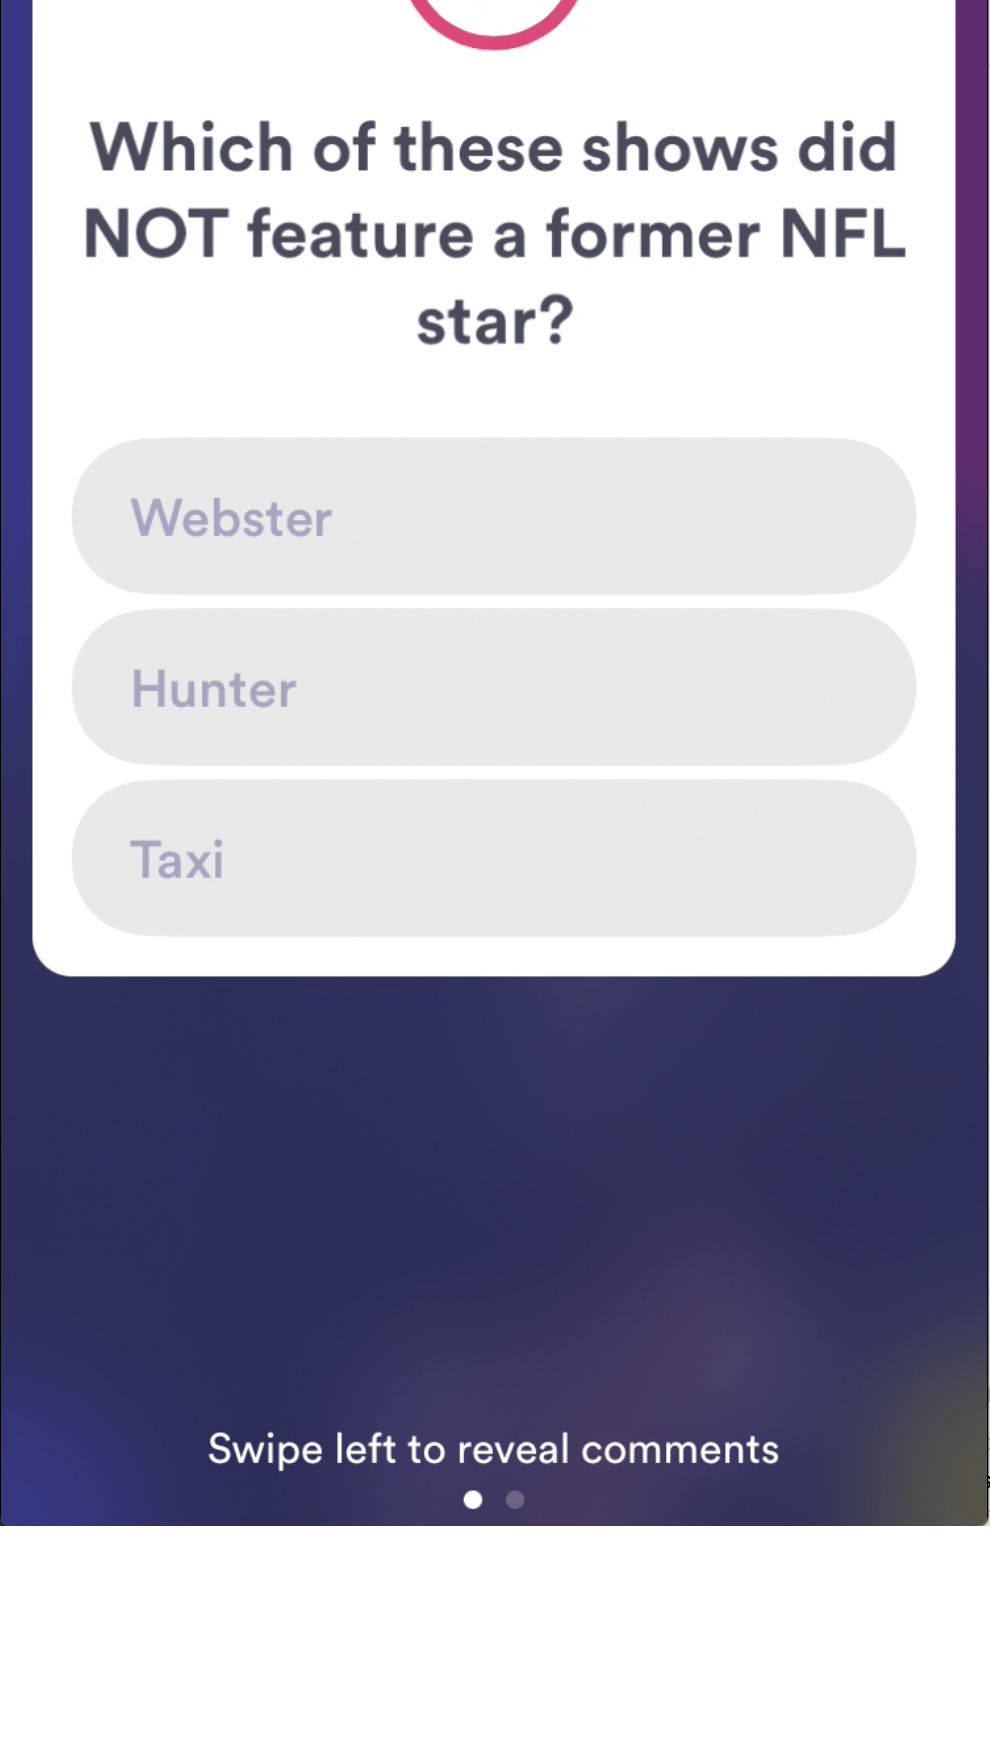 Which of these shows did
NOT feature a former NFL
star?
Webster
Hunter
Taxi
Swipe left to reveal comments